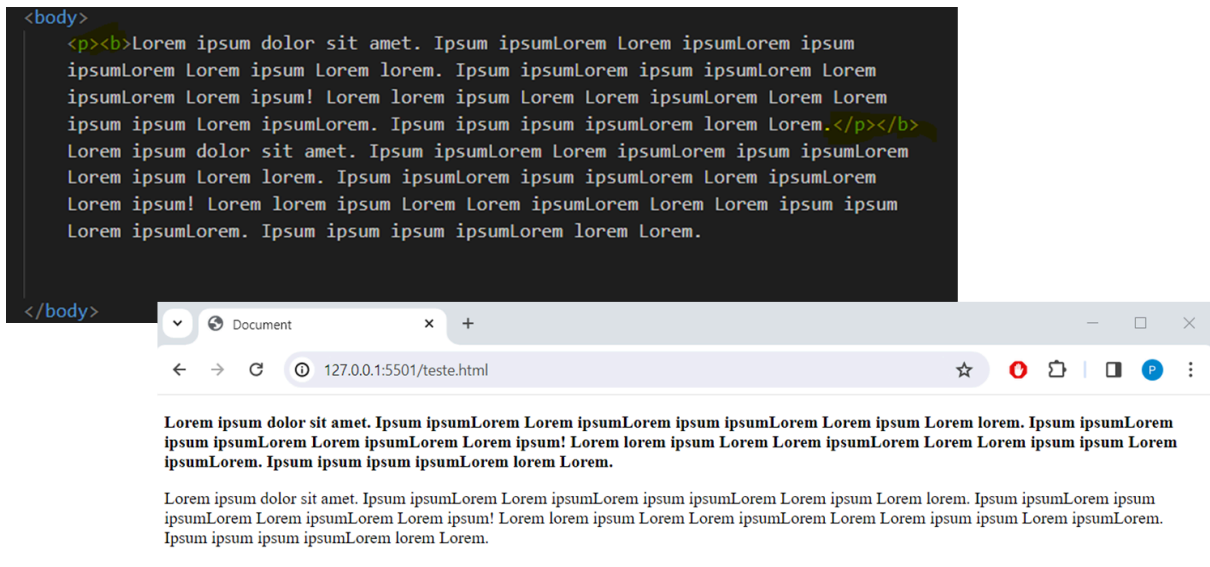 <body>
<p><b>Lorem ipsum dolor sit amet. Ipsum ipsumLorem Lorem ipsumLorem ipsum
ipsumLorem Lorem ipsum Lorem lorem. Ipsum ipsumLorem ipsum ipsumLorem Lorem
ipsumLorem Lorem ipsum! Lorem lorem ipsum Lorem Lorem ipsumLorem Lorem Lorem
ipsum ipsum Lorem ipsumLorem. Ipsum ipsum ipsum ipsumLorem lorem Lorem.</p></b>
Lorem ipsum dolor sit amet. Ipsum ipsumLorem Lorem ipsumLorem ipsum ipsumLorem
Lorem ipsum Lorem lorem. Ipsum ipsumLorem ipsum ipsumLorem Lorem ipsumLorem
Lorem ipsum! Lorem lorem ipsum Lorem Lorem ipsumLorem Lorem Lorem ipsum ipsum
Lorem ipsumLorem. Ipsum ipsum ipsum ipsumLorem lorem Lorem.
</body>
Document
127.0.0.1:5501/teste.html
P
Lorem ipsum dolor sit amet. Ipsum ipsumLorem Lorem ipsumLorem ipsum ipsumLorem Lorem ipsum Lorem lorem. Ipsum ipsumLorem
ipsum ipsumLorem Lorem ipsumLorem Lorem ipsum! Lorem lorem ipsum Lorem Lorem ipsumLorem Lorem Lorem ipsum ipsum Lorem
ipsumLorem. Ipsum ipsum ipsum ipsumLorem lorem Lorem.
Lorem ipsum dolor sit amet. Ipsum ipsumLorem Lorem ipsumLorem ipsum ipsumLorem Lorem ipsum Lorem lorem. Ipsum ipsumLorem ipsum
ipsumLorem Lorem ipsumLorem Lorem ipsum! Lorem lorem ipsum Lorem Lorem ipsumLorem Lorem Lorem ipsum ipsum Lorem ipsumLorem.
Ipsum ipsum ipsum ipsumLorem lorem Lorem.